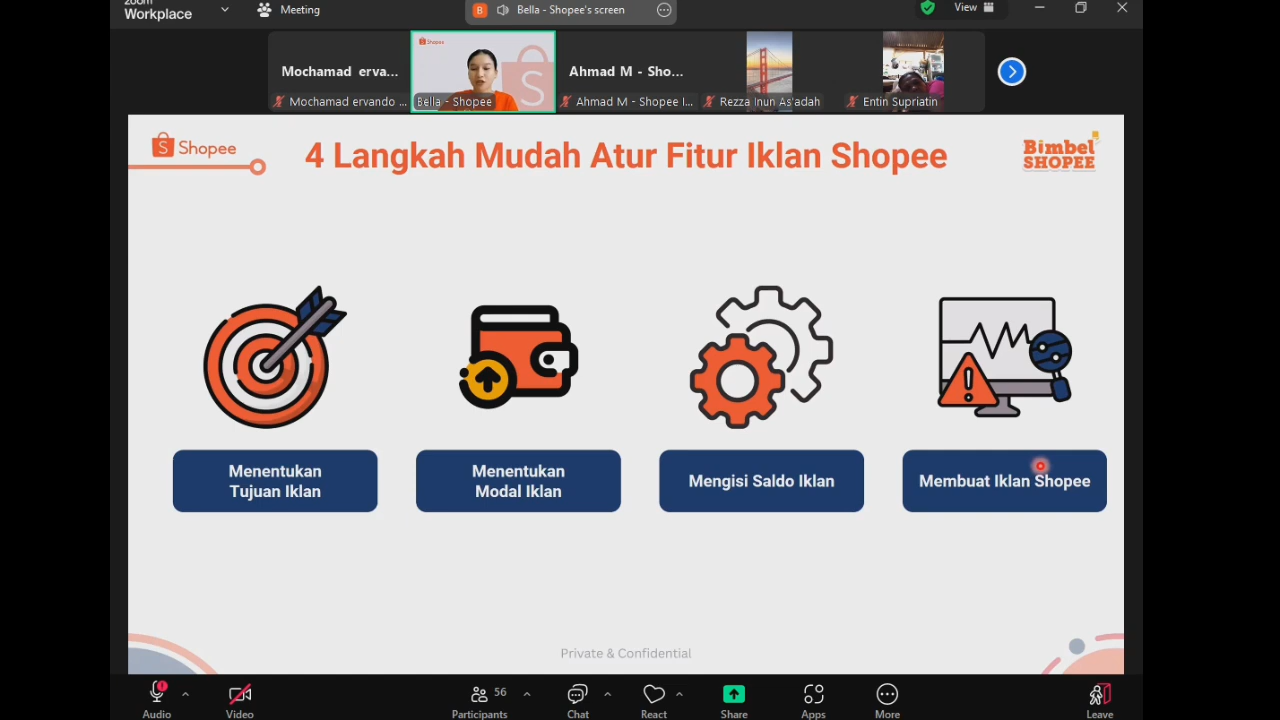 zoom
Workplace
Meeting
B
Bella - Shopee's screen
View
Mochamad erva...
Shopee
S
Ahmad M - Sho...
Mochamad ervando ...
Bella - Shopee
Ahmad M - Shopee I...
Rezza Inun As'adah
Entin Supriatin
Shopee
4 Langkah Mudah Atur Fitur Iklan Shopee
Bimbel
SHOPEE
Menentukan
Tujuan Iklan
Menentukan
Modal Iklan
Mengisi Saldo Iklan
Membuat Iklan Shopee
Private & Confidential
Audio
Video
56
Participants
Chat
React
Share
Apps
More
Leave